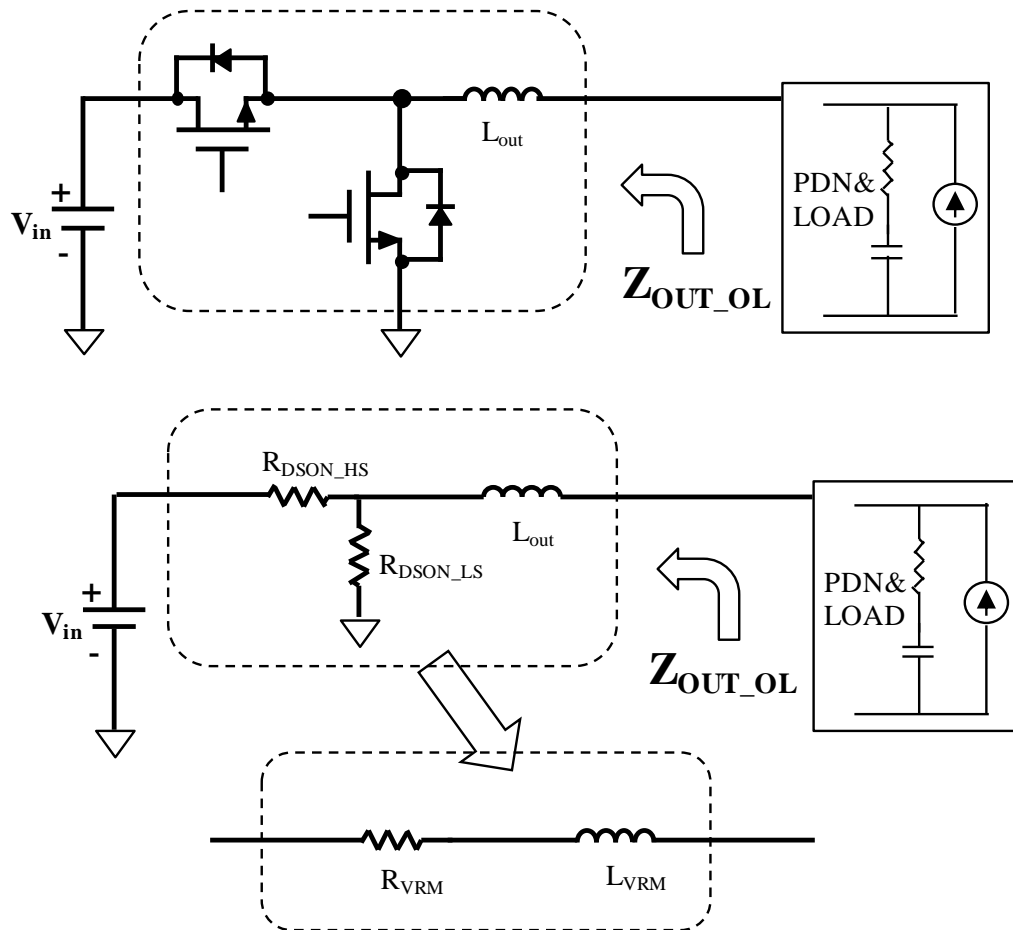 L_out
+
V_in
-
PDN&
LOAD
Z_OUT_OL
R_DSON_HS
L_out
R_DSON_LS
+
V_in
-
PDN&
LOAD
Z_OUT_OL
R_VRM
L_VRM